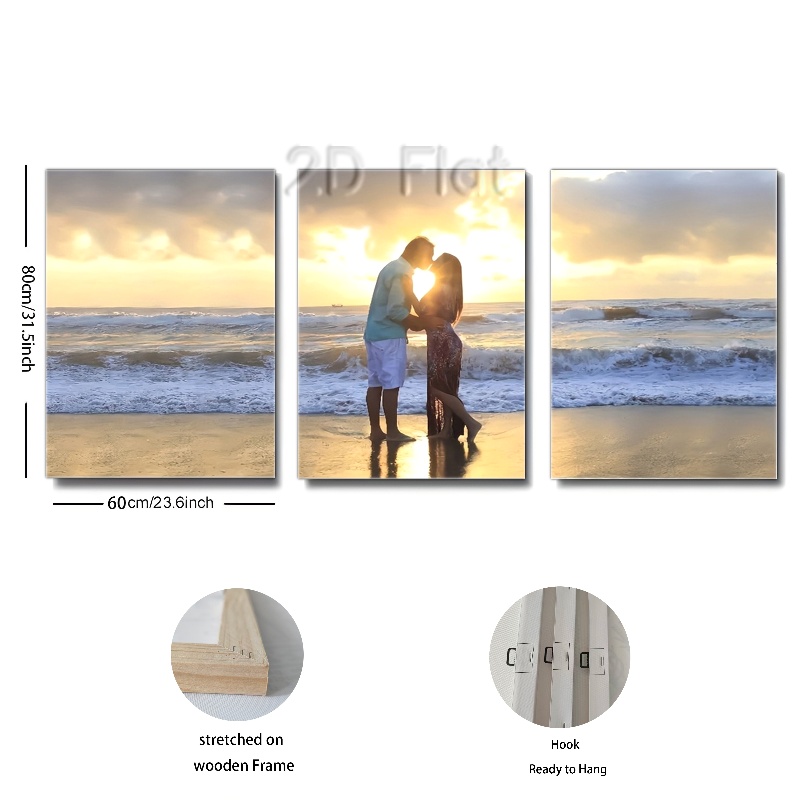 2D Flat
80cm/31.5inch
60cm/23.6inch
stretched on
wooden Frame
Hook
Ready to Hang